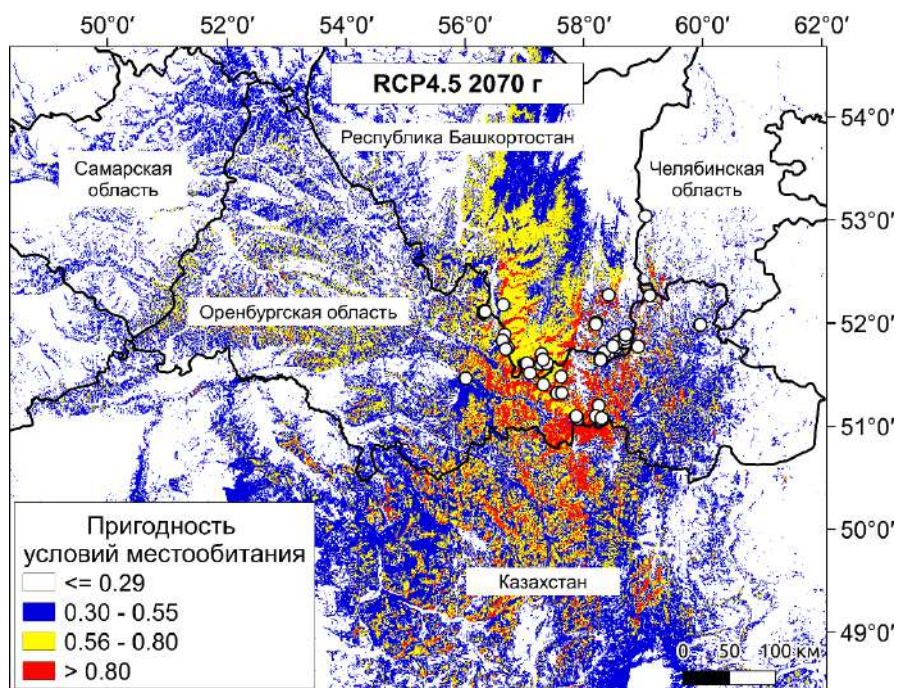 50°0′ 52°0′ 54°0′ 56°0′ 58°0′ 60°0′ 62°0′
RCP4.5 2070 г
54°0′
Республика Башкортостан
Самарская
область
Челябинская
область
53°0′
Оренбургская область
52°0′
51°0′
Пригодность
условий местообитания
<= 0.29
0.30 - 0.55
0.56 - 0.80
> 0.80
50°0′
Казахстан
49°0′
0 50 100 км